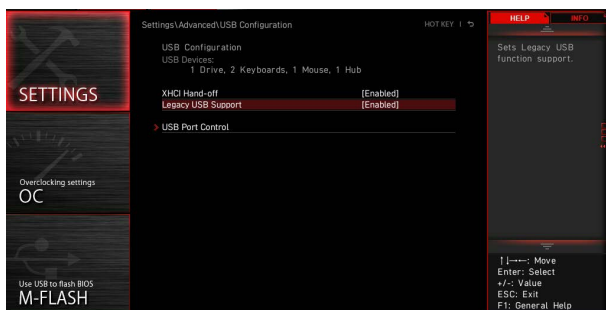 Settings\Advanced\USB Configuration
HOT KEY |
HELP
INFO
USB Configuration
USB Devices:
1 Drive, 2 Keyboards, 1 Mouse, 1 Hub
XHCI Hand-off [Enabled]
Legacy USB Support [Enabled]
> USB Port Control
SETTINGS
Overclocking settings
OC
Use USB to flash BIOS
M-FLASH
Sets Legacy USB
function support.
↑↓→←: Move
Enter: Select
+/-: Value
ESC: Exit
F1: General Help